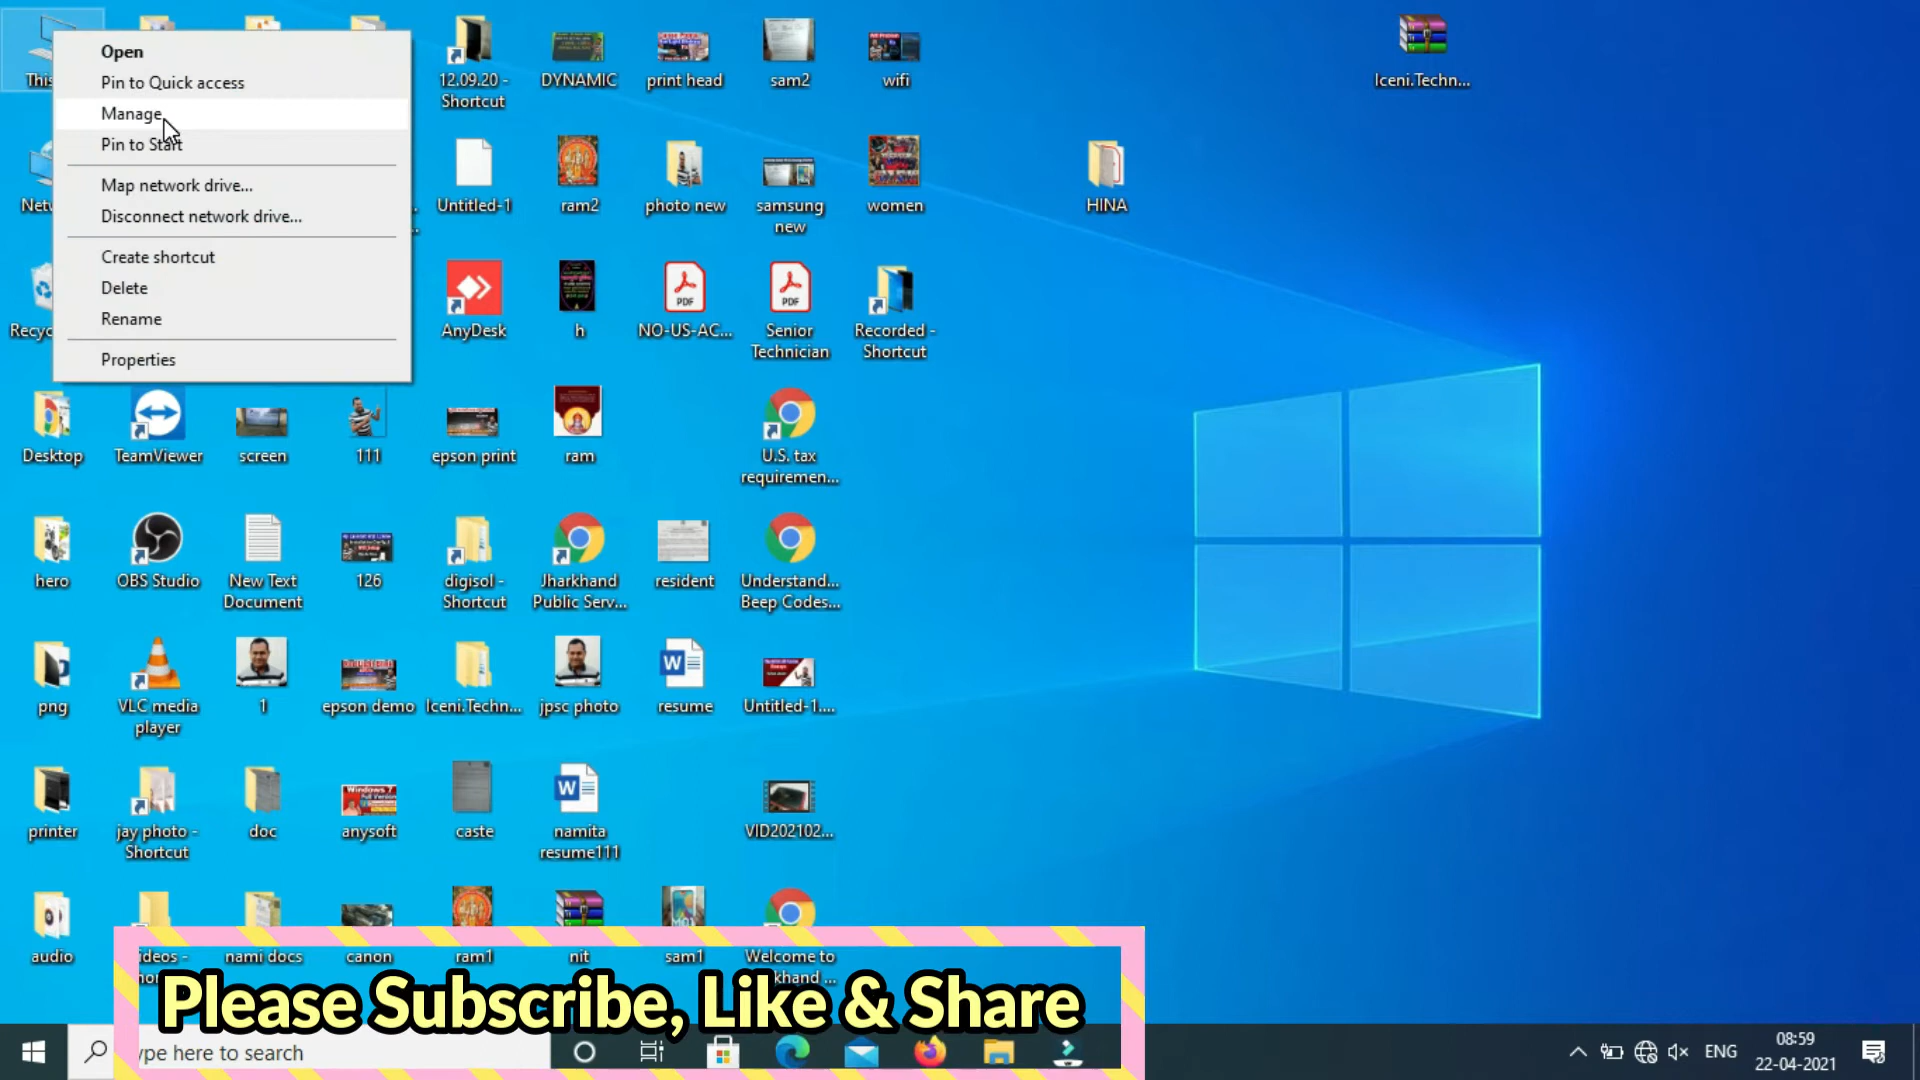 Open
Pin to Quick access
Manage
Pin to Start
Map network drive...
Disconnect network drive...
Create shortcut
Delete
Rename
Properties
12.09.20 -
Shortcut
DYNAMIC
print head
sam2
wifi
Iceni.Techn...
Untitled-1
ram2
photo new
samsung
new
women
HINA
AnyDesk
h
PDF
NO-US-AC...
PDF
Senior
Technician
Recorded -
Shortcut
Desktop
TeamViewer
screen
111
epson print
ram
U.S. tax
requiremen...
hero
OBS Studio
New Text
Document
126
digisol -
Shortcut
Jharkhand
Public Serv...
resident
Understand...
Beep Codes...
png
VLC media
player
1
epson demo
Iceni.Techn...
jpsc photo
resume
Untitled-1....
printer
jay photo -
Shortcut
doc
Windows 7
anysoft
caste
namita
resume111
VID202102...
audio
nami docs
canon
ram1
nit
sam1
Welcome to
Please Subscribe, Like & Share
here to search
ENG
08:59
22-04-2021